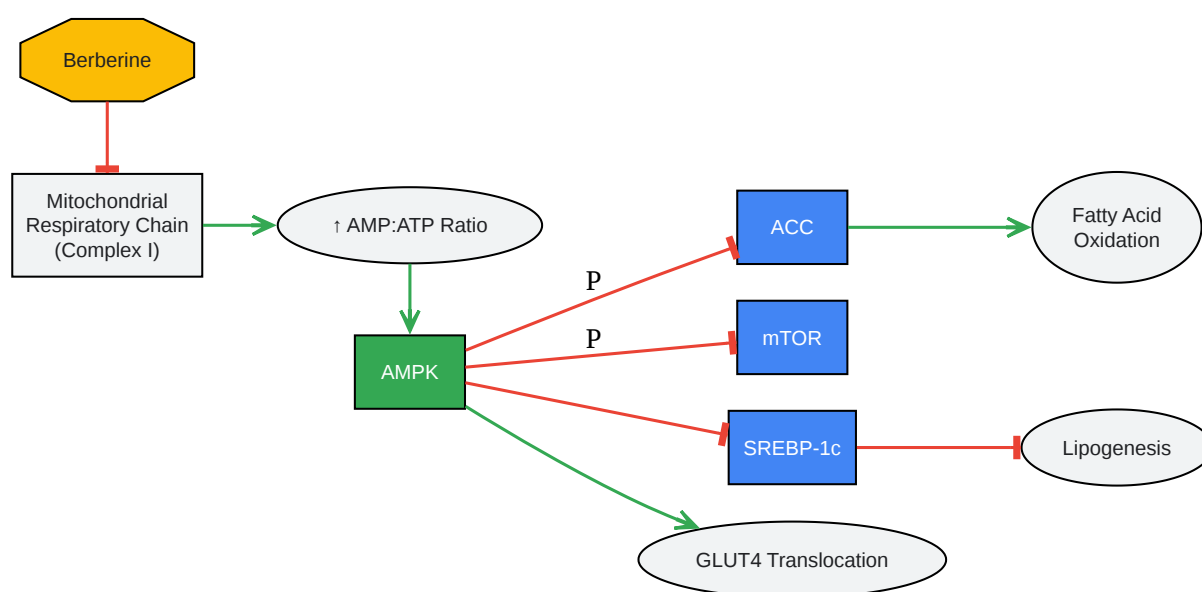 Berberine
Mitochondrial
Respiratory Chain
(Complex I)
↑ AMP:ATP Ratio
ACC
Fatty Acid
Oxidation
P
mTOR
P
AMPK
SREBP-1c
Lipogenesis
GLUT4 Translocation